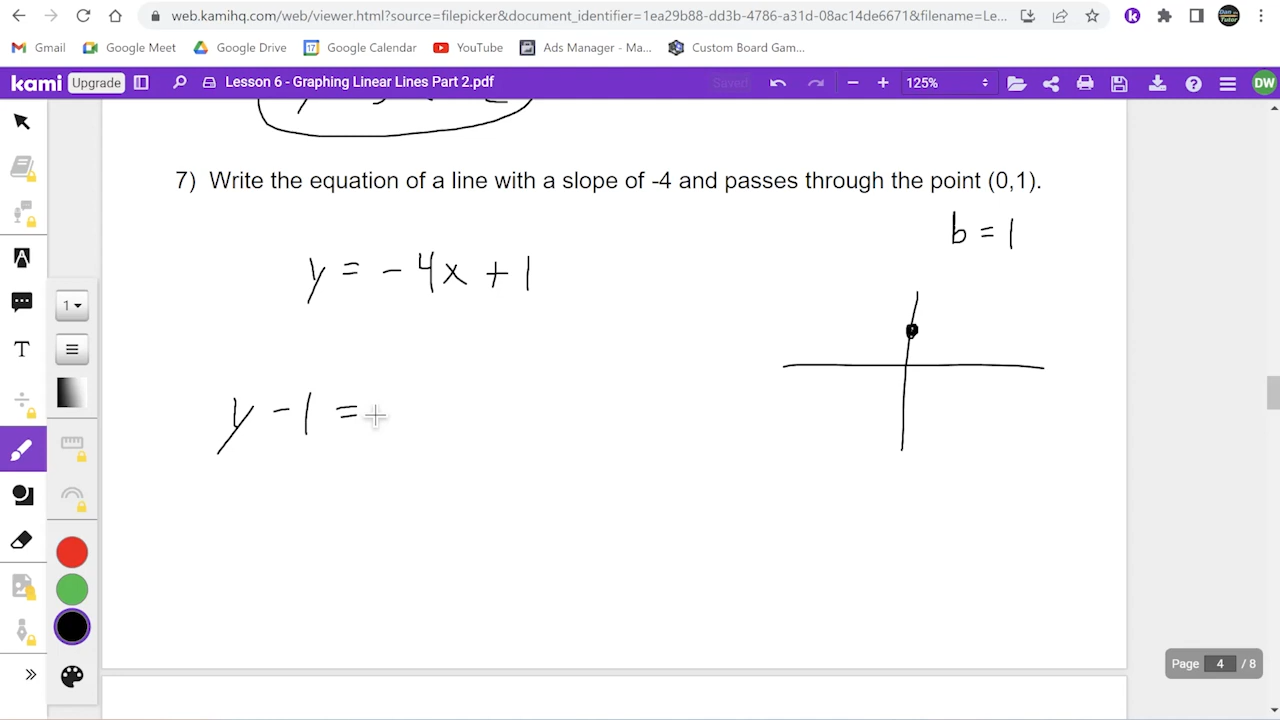 web.kamihq.com/web/viewer.html?source=filepicker&document_identifier=1ea29b88-dd3b-4786-a31d-08ac14de6671&filename=Le...
Gmail Google Meet Google Drive 17 Google Calendar YouTube Ads Manager - Ma... Custom Board Gam...
kami Upgrade Lesson 6 - Graphing Linear Lines Part 2.pdf Saved 125% DW
7) Write the equation of a line with a slope of -4 and passes through the point (0,1).
b = 1
y = - 4x + 1
1
y - 1 =
T
Page 4 / 8